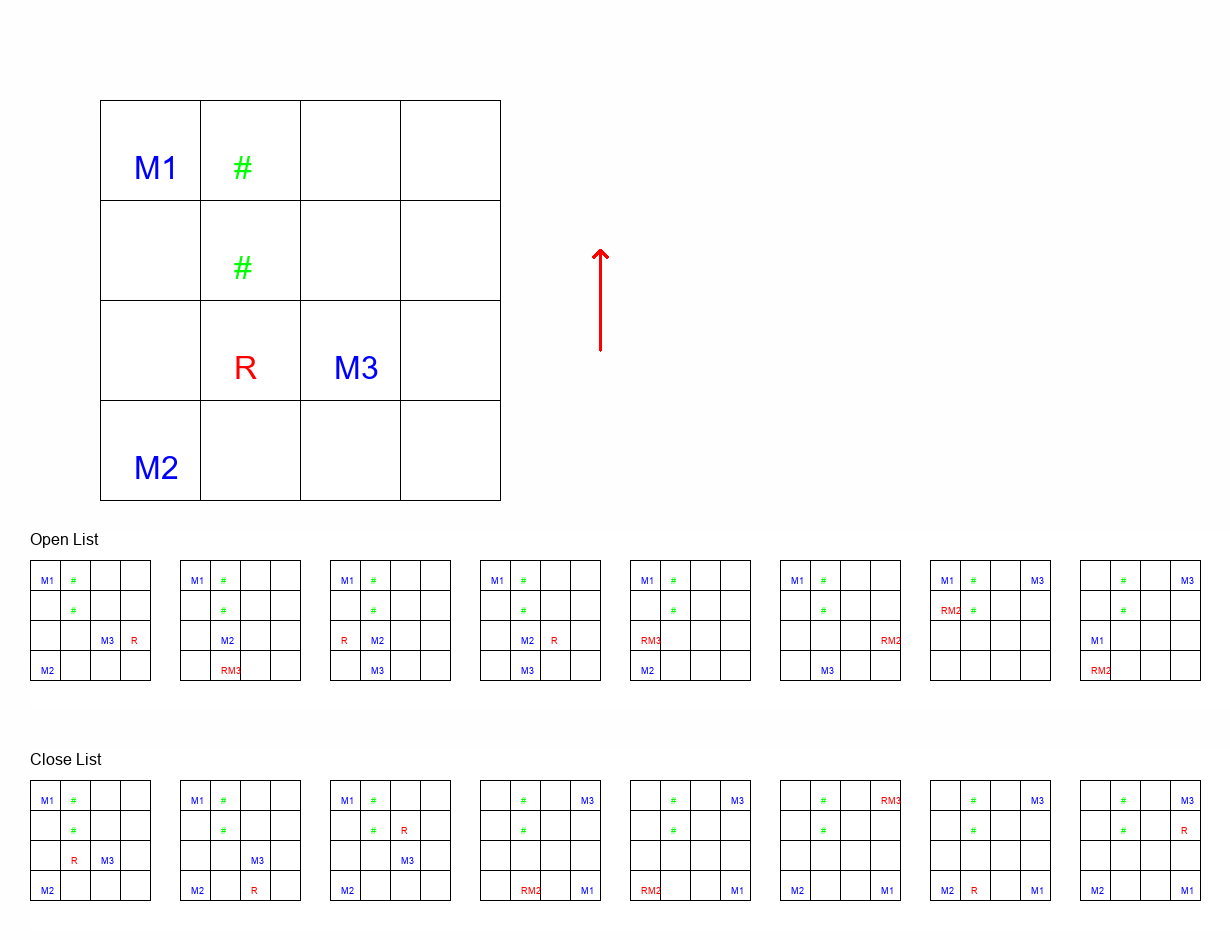 M1 #
#
R M3
M2
Open List
M1 # M1 # M1 # M1 # M1 # M1 # M1 # M3 # M3
# # # # # # RM2 # #
M3 R M2 R M2 M2 R RM3 RM2 M1
M2 RM3 M3 M3 M2 M3 RM2
Close List
M1 # M1 # M1 # # M3 # M3 # RM3 # M3 # M3
# # # R # # # # # R
R M3 M3 M3
M2 M2 R M2 RM2 M1 RM2 M1 M2 M1 M2 R M1 M2 M1